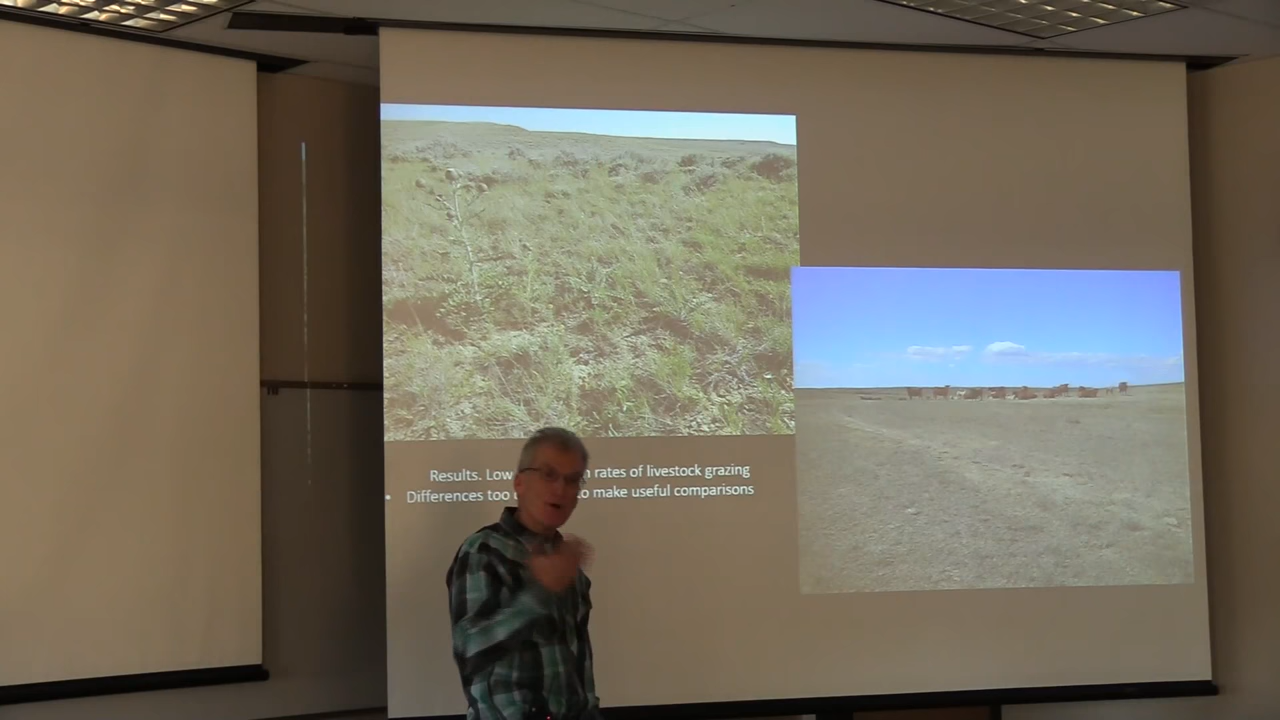 Results. Low rates of livestock grazing
• Differences too to make useful comparisons